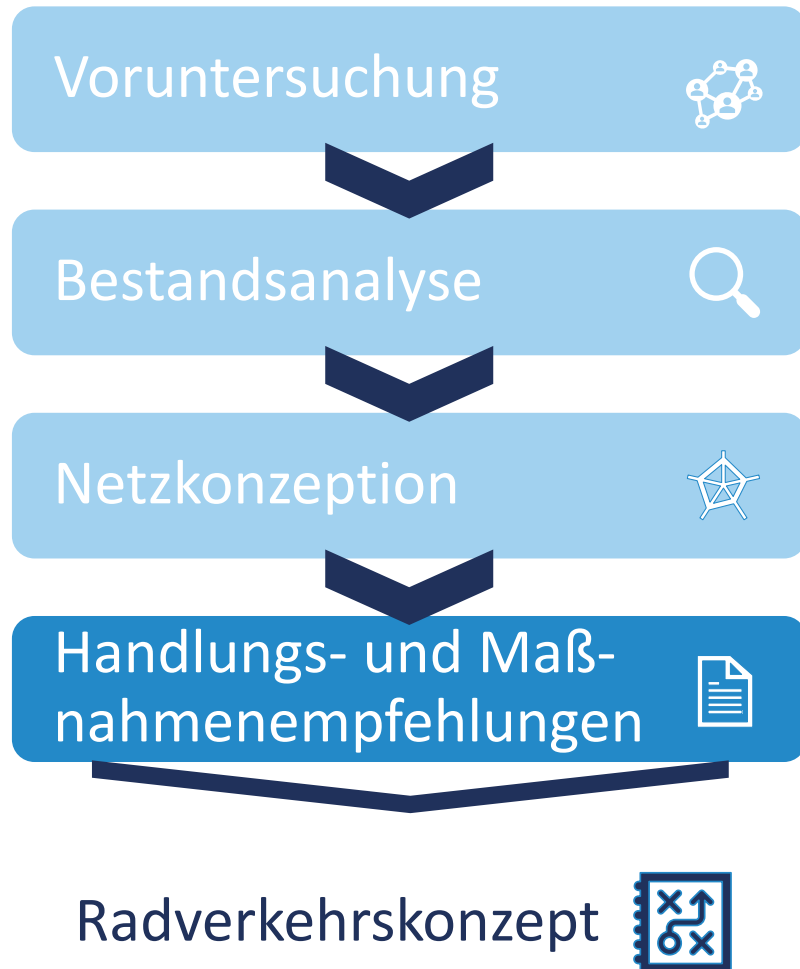 Voruntersuchung
Bestandsanalyse
Netzkonzeption
Handlungs- und Maß-
nahmenempfehlungen
Radverkehrskonzept